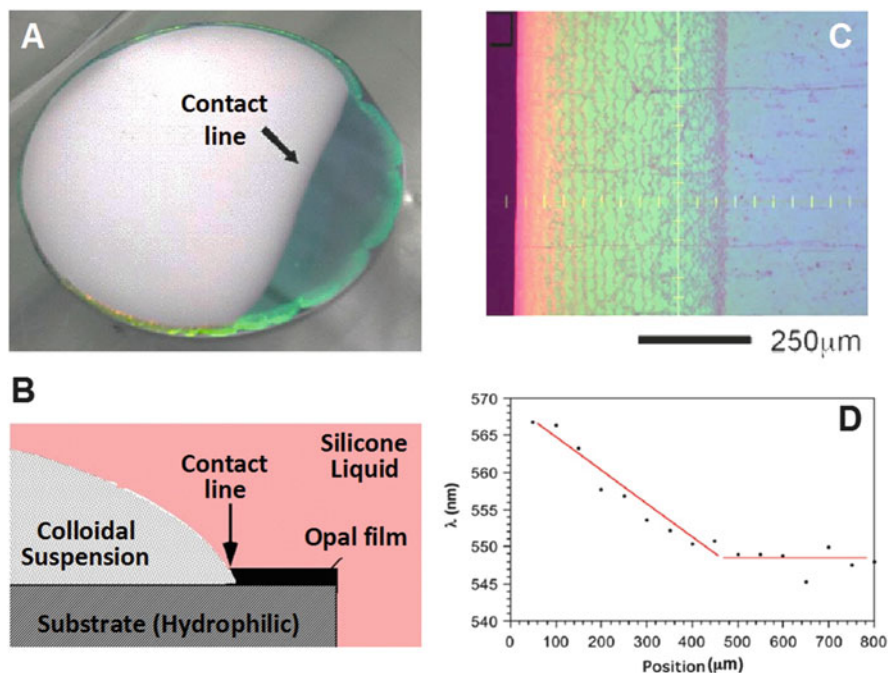 A
Contact
line
C
250μm
B
Silicone
Liquid
Contact
line
Opal film
Colloidal
Suspension
Substrate (Hydrophilic)
D
570
565
560
555
550
545
540
λ (nm)
0 100 200 300 400 500 600 700 800
Position(μm)